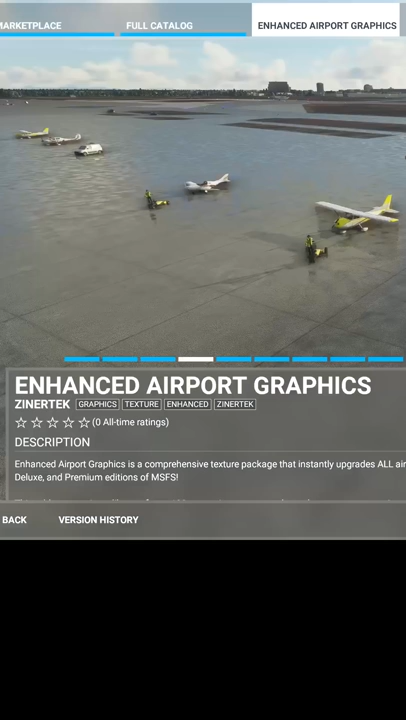 MARKETPLACE
FULL CATALOG
ENHANCED AIRPORT GRAPHICS
ENHANCED AIRPORT GRAPHICS
ZINERTEK GRAPHICS TEXTURE ENHANCED ZINERTEK
(0 All-time ratings)
DESCRIPTION
Enhanced Airport Graphics is a comprehensive texture package that instantly upgrades ALL air
Deluxe, and Premium editions of MSFS!
BACK
VERSION HISTORY